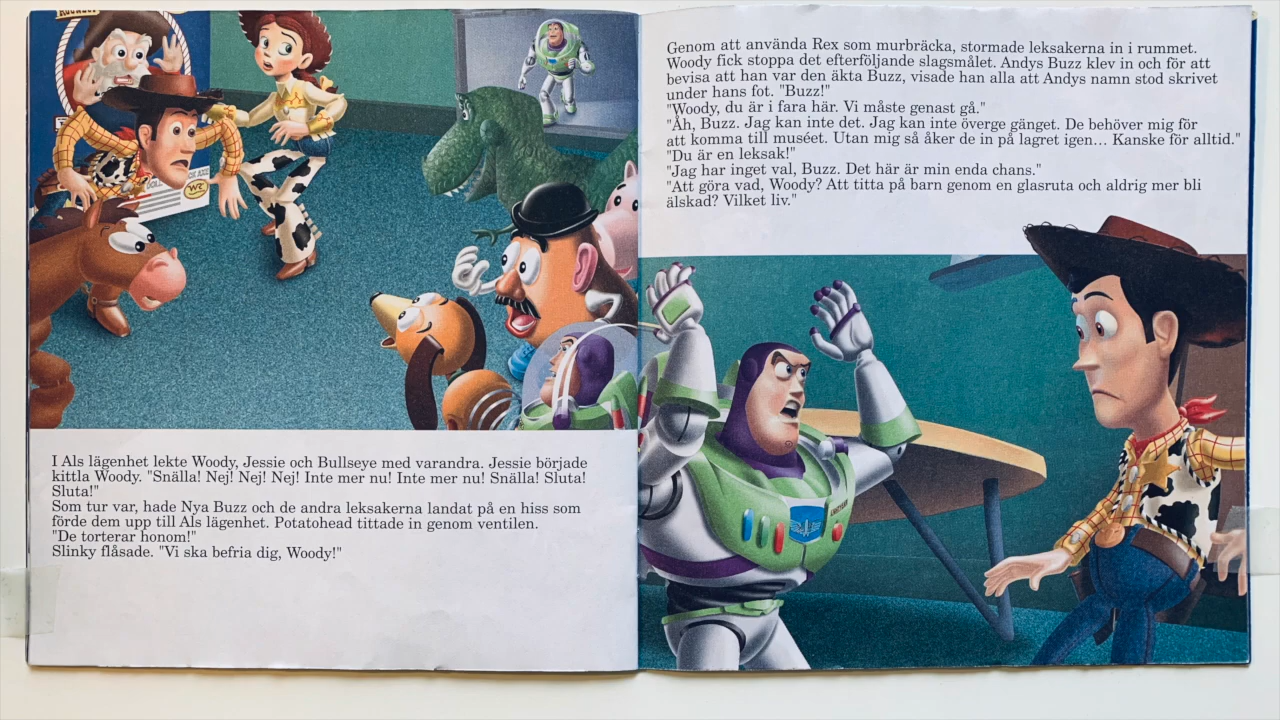 I Als lägenhet lekte Woody, Jessie och Bullseye med varandra. Jessie började
kittla Woody. "Snälla! Nej! Nej! Nej! Inte mer nu! Inte mer nu! Snälla! Sluta!
Sluta!"
Som tur var, hade Nya Buzz och de andra leksakerna landat på en hiss som
förde dem upp till Als lägenhet. Potatohead tittade in genom ventilen.
"De torterar honom!"
Slinky flåsade. "Vi ska befria dig, Woody!"
Genom att använda Rex som murbräcka, stormade leksakerna in i rummet.
Woody fick stoppa det efterföljande slagsmålet. Andys Buzz klev in och för att
bevisa att han var den äkta Buzz, visade han alla att Andys namn stod skrivet
under hans fot. "Buzz!"
"Woody, du är i fara här. Vi måste genast gå."
"Åh, Buzz. Jag kan inte det. Jag kan inte överge gänget. De behöver mig för
att komma till muséet. Utan mig så åker de in på lagret igen… Kanske för alltid."
"Du är en leksak!"
"Jag har inget val, Buzz. Det här är min enda chans."
"Att göra vad, Woody? Att titta på barn genom en glasruta och aldrig mer bli
älskad? Vilket liv."